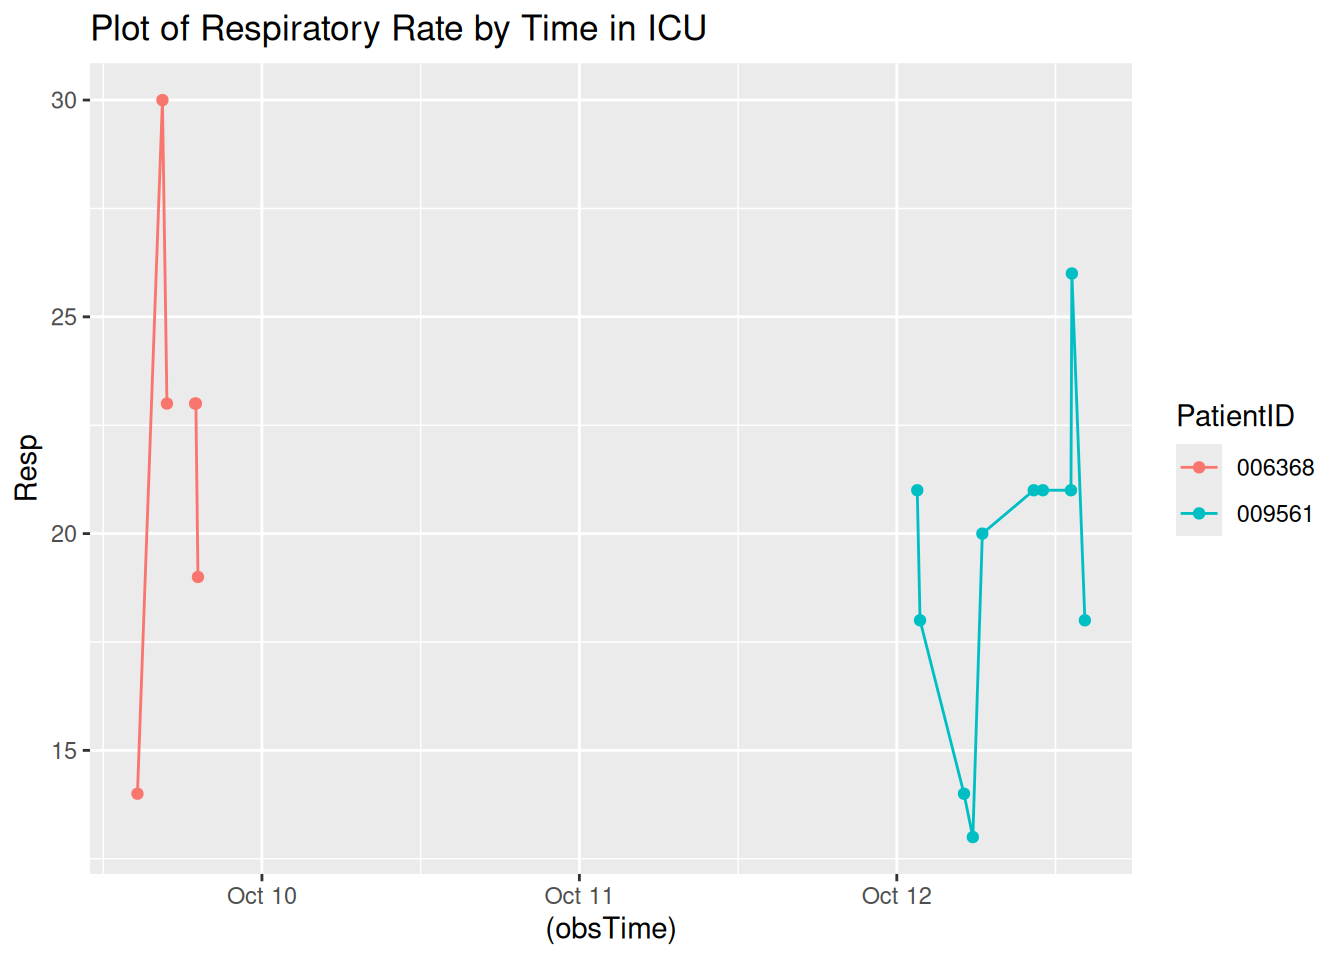 Plot of Respiratory Rate by Time in ICU
30
25
20
15
Resp
Oct 10
Oct 11
Oct 12
(obsTime)
PatientID
006368
009561